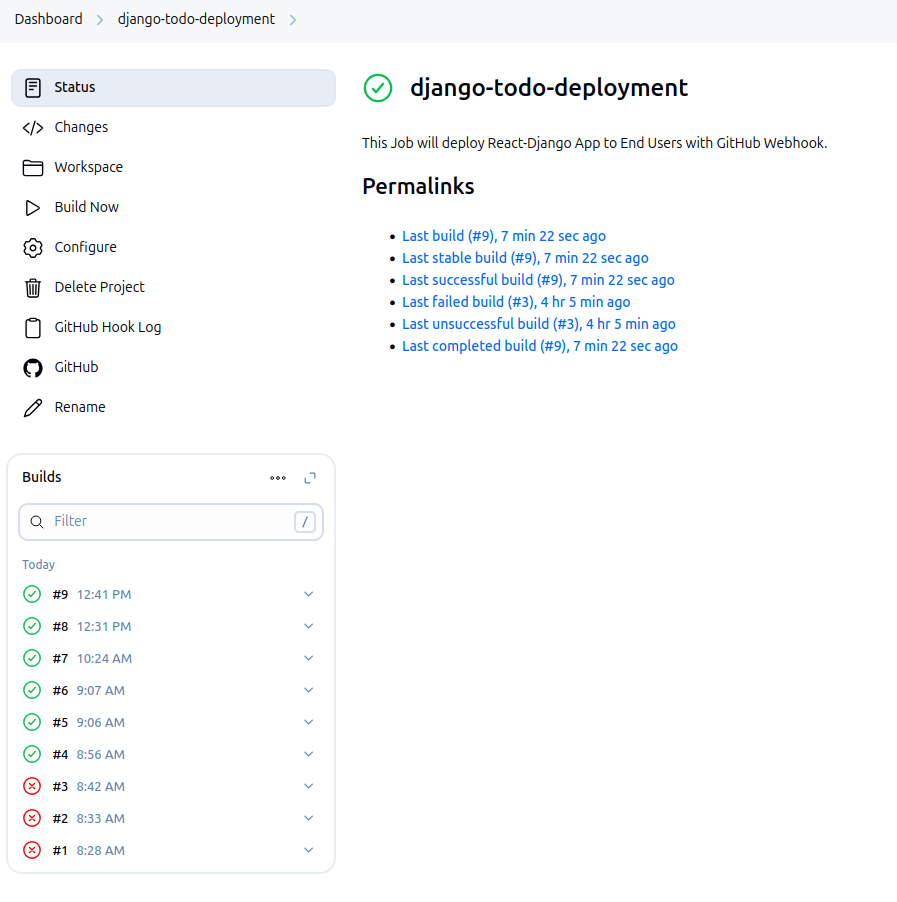 Dashboard > django-todo-deployment >
Status
Changes
Workspace
Build Now
Configure
Delete Project
GitHub Hook Log
GitHub
Rename
django-todo-deployment
This Job will deploy React-Django App to End Users with GitHub Webhook.
Permalinks
• Last build (#9), 7 min 22 sec ago
• Last stable build (#9), 7 min 22 sec ago
• Last successful build (#9), 7 min 22 sec ago
• Last failed build (#3), 4 hr 5 min ago
• Last unsuccessful build (#3), 4 hr 5 min ago
• Last completed build (#9), 7 min 22 sec ago
Builds
Filter /
Today
#9 12:41 PM
#8 12:31 PM
#7 10:24 AM
#6 9:07 AM
#5 9:06 AM
#4 8:56 AM
#3 8:42 AM
#2 8:33 AM
#1 8:28 AM